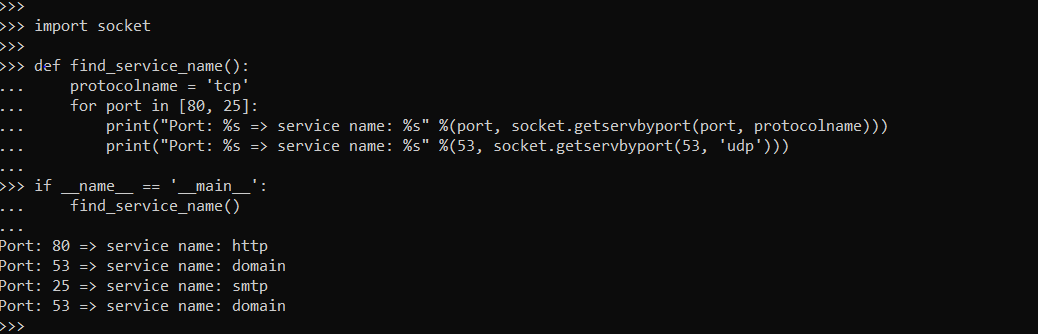 >>>
>>> import socket
>>>
>>> def find_service_name():
...     protocolname = 'tcp'
...     for port in [80, 25]:
...         print("Port: %s => service name: %s" %(port, socket.getservbyport(port, protocolname)))
...         print("Port: %s => service name: %s" %(53, socket.getservbyport(53, 'udp')))
...
>>> if __name__ == '__main__':
...     find_service_name()
...
Port: 80 => service name: http
Port: 53 => service name: domain
Port: 25 => service name: smtp
Port: 53 => service name: domain
>>>